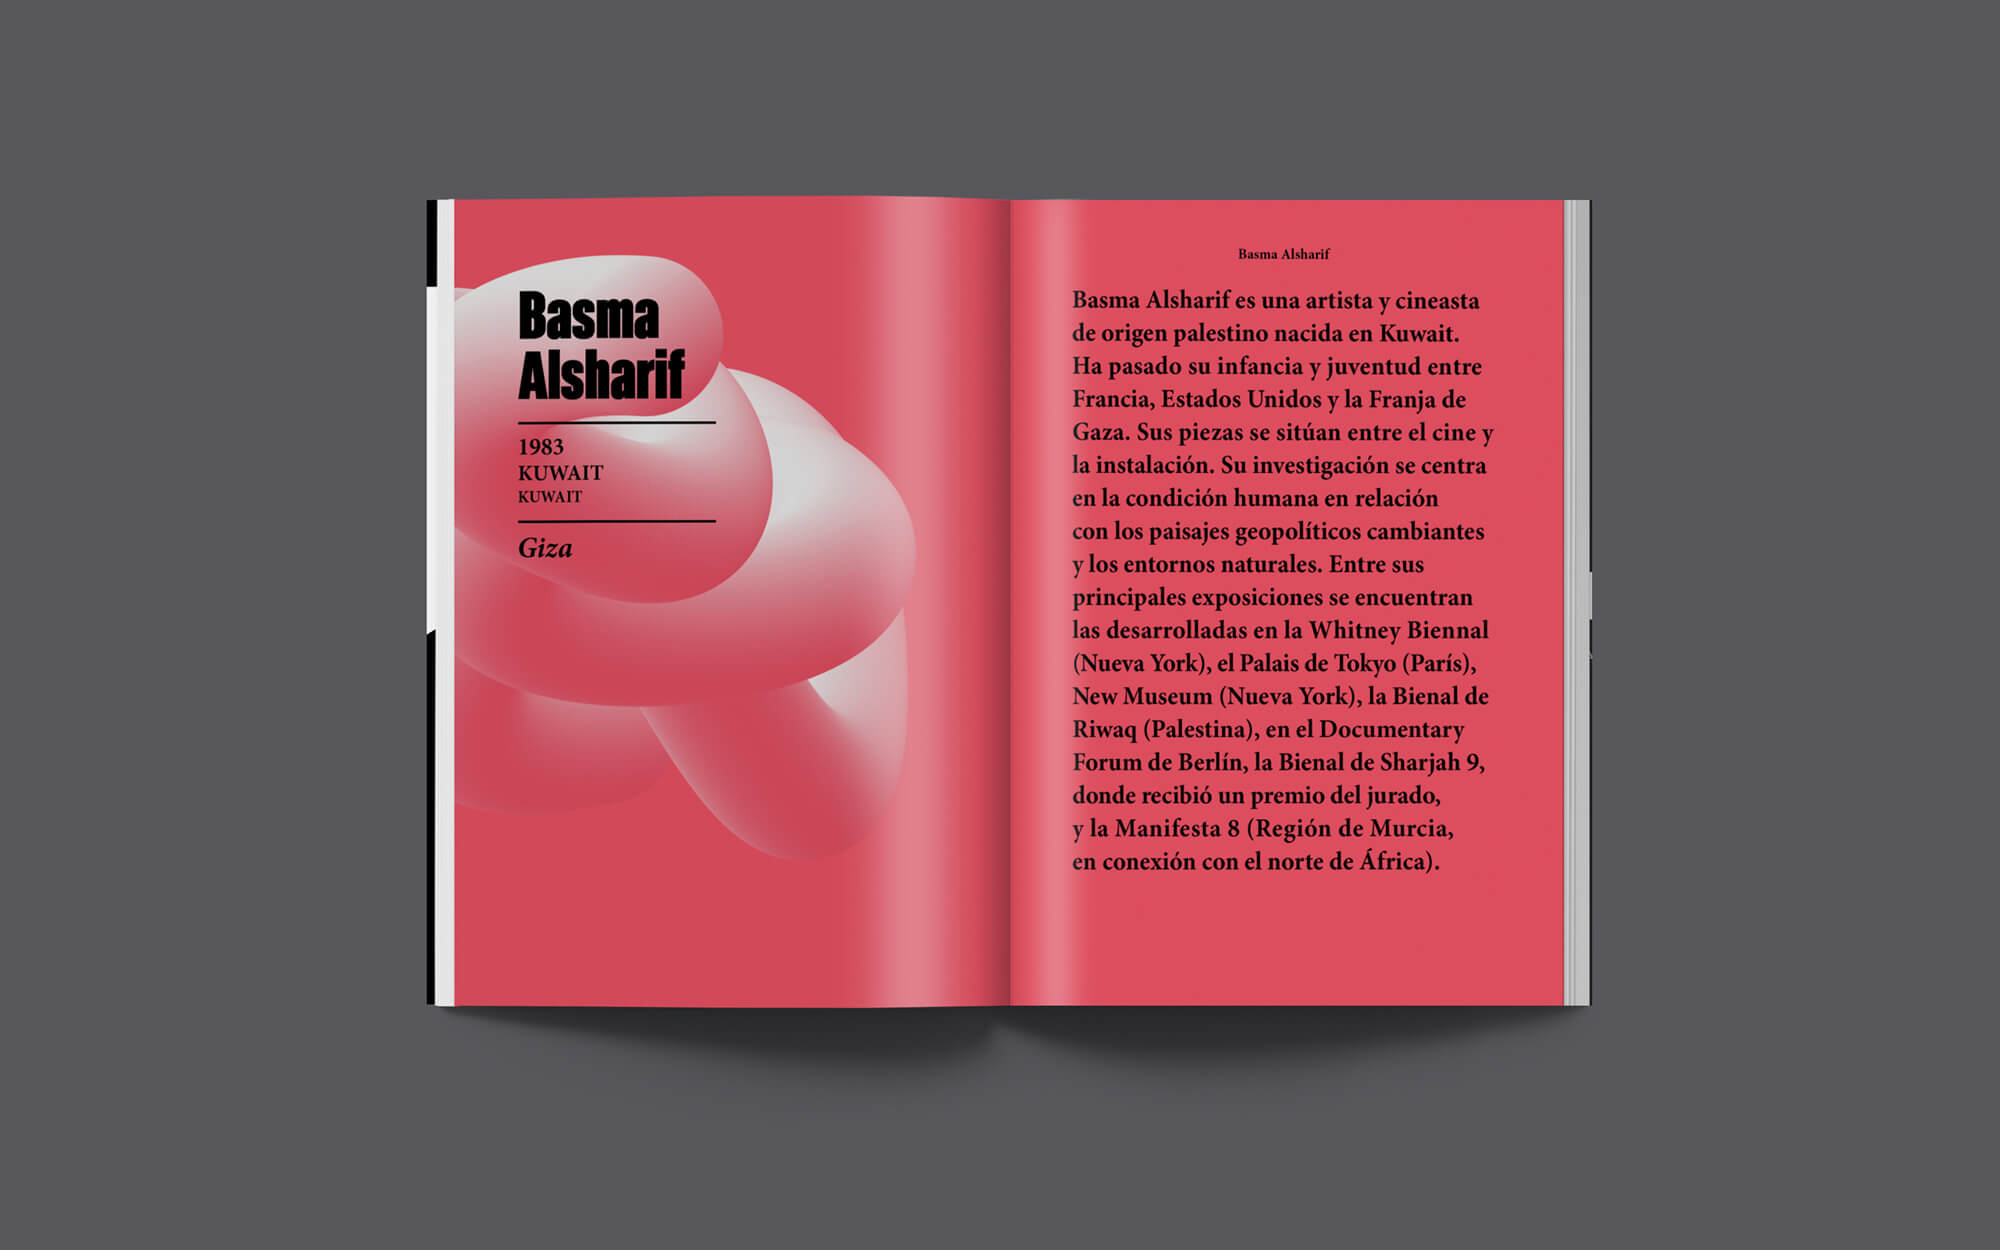 Basma
Alsharif
1983
KUWAIT
KUWAIT
Giza
Basma Alsharif
Basma Alsharif es una artista y cineasta
de origen palestino nacida en Kuwait.
Ha pasado su infancia y juventud entre
Francia, Estados Unidos y la Franja de
Gaza. Sus piezas se sitúan entre el cine y
la instalación. Su investigación se centra
en la condición humana en relación
con los paisajes geopolíticos cambiantes
y los entornos naturales. Entre sus
principales exposiciones se encuentran
las desarrolladas en la Whitney Biennal
(Nueva York), el Palais de Tokyo (París),
New Museum (Nueva York), la Bienal de
Riwaq (Palestina), en el Documentary
Forum de Berlín, la Bienal de Sharjah 9,
donde recibió un premio del jurado,
y la Manifesta 8 (Región de Murcia,
en conexión con el norte de África).